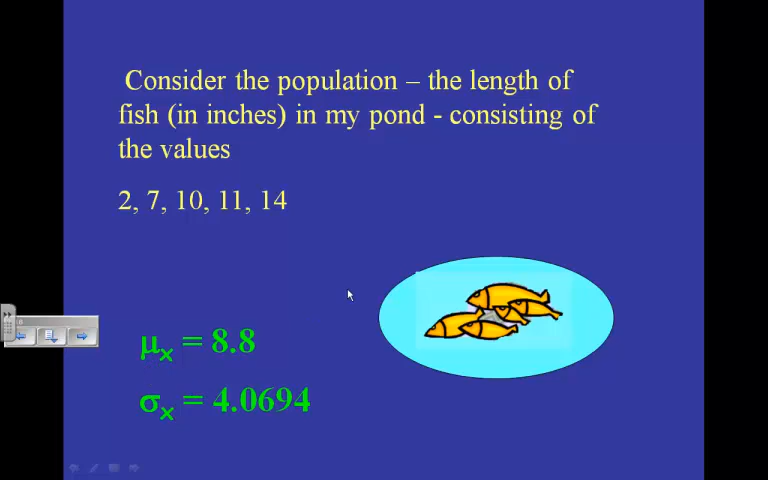 Consider the population – the length of
fish (in inches) in my pond - consisting of
the values
2, 7, 10, 11, 14
μx = 8.8
σx = 4.0694